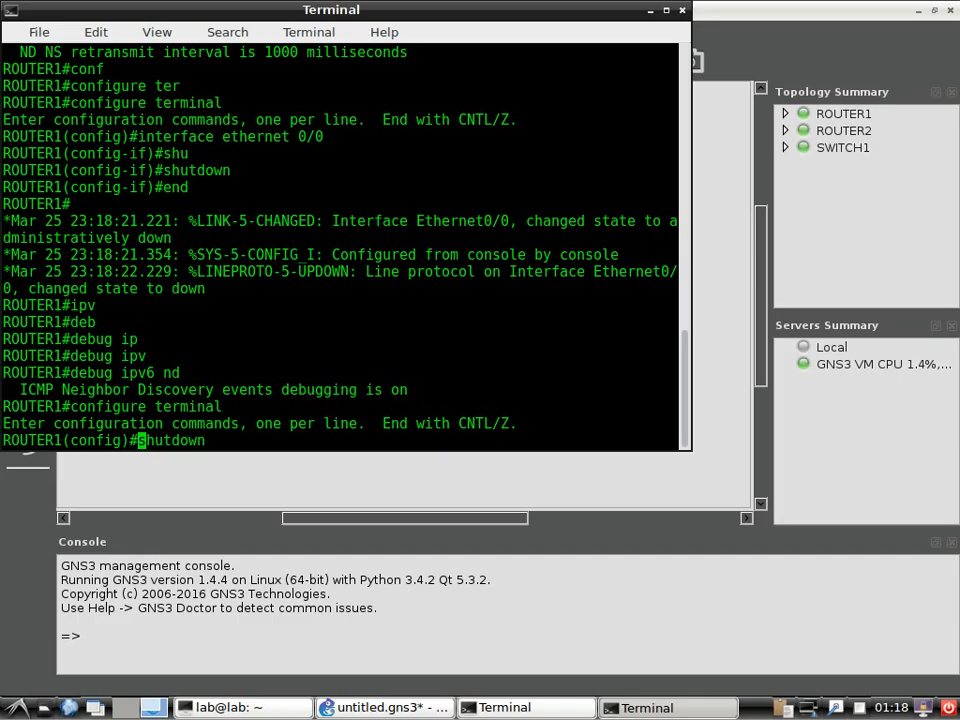 Terminal
File Edit View Search Terminal Help
ND NS retransmit interval is 1000 milliseconds
ROUTER1#conf
ROUTER1#configure ter
ROUTER1#configure terminal
Enter configuration commands, one per line.  End with CNTL/Z.
ROUTER1(config)#interface ethernet 0/0
ROUTER1(config-if)#shu
ROUTER1(config-if)#shutdown
ROUTER1(config-if)#end
ROUTER1#
*Mar 25 23:18:21.221: %LINK-5-CHANGED: Interface Ethernet0/0, changed state to a
dministratively down
*Mar 25 23:18:21.354: %SYS-5-CONFIG_I: Configured from console by console
*Mar 25 23:18:22.229: %LINEPROTO-5-UPDOWN: Line protocol on Interface Ethernet0/
0, changed state to down
ROUTER1#ipv
ROUTER1#deb
ROUTER1#debug ip
ROUTER1#debug ipv
ROUTER1#debug ipv6 nd
ICMP Neighbor Discovery events debugging is on
ROUTER1#configure terminal
Enter configuration commands, one per line.  End with CNTL/Z.
ROUTER1(config)#shutdown
Topology Summary
ROUTER1
ROUTER2
SWITCH1
Servers Summary
Local
GNS3 VM CPU 1.4%,...
Console
GNS3 management console.
Running GNS3 version 1.4.4 on Linux (64-bit) with Python 3.4.2 Qt 5.3.2.
Copyright (c) 2006-2016 GNS3 Technologies.
Use Help -> GNS3 Doctor to detect common issues.
=>
lab@lab: ~
untitled.gns3* - ...
Terminal
Terminal
01:18